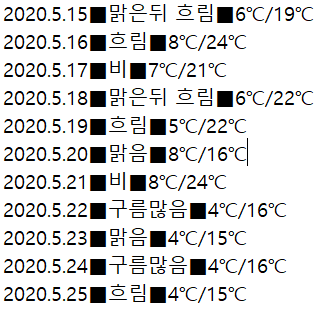 2020.5.15■맑은뒤 흐림■6℃/19℃
2020.5.16■흐림■8℃/24℃
2020.5.17■비■7℃/21℃
2020.5.18■맑은뒤 흐림■6℃/22℃
2020.5.19■흐림■5℃/22℃
2020.5.20■맑음■8℃/16℃
2020.5.21■비■8℃/24℃
2020.5.22■구름많음■4℃/16℃
2020.5.23■맑음■4℃/15℃
2020.5.24■구름많음■4℃/16℃
2020.5.25■흐림■4℃/15℃